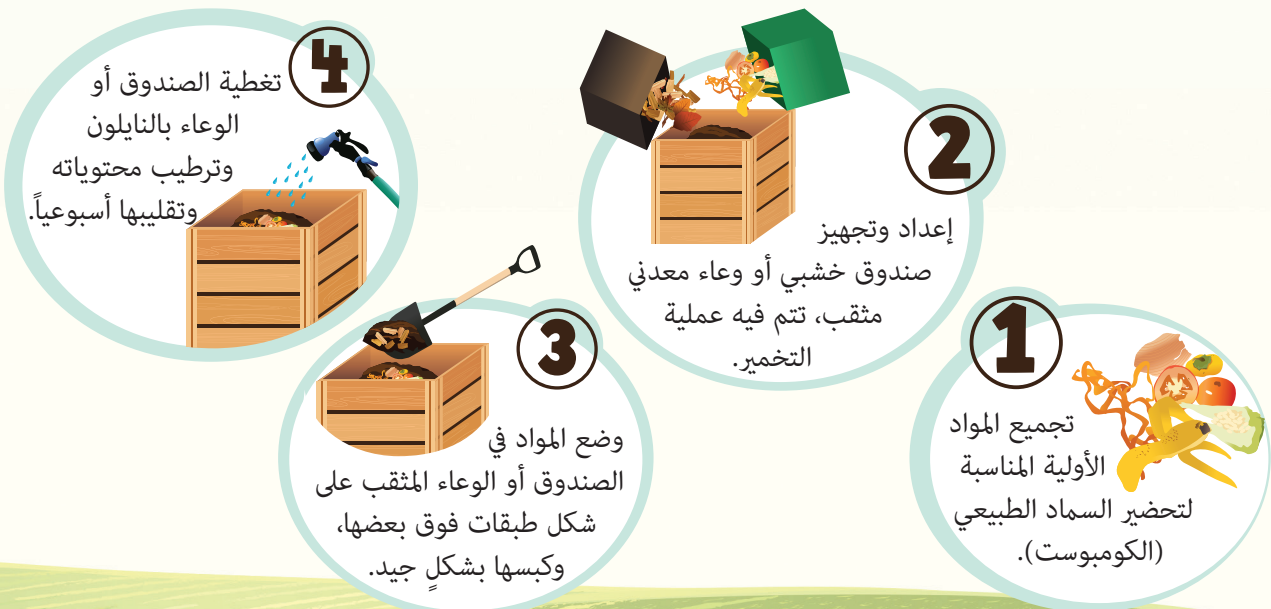 1
تجميع المواد
الأولية المناسبة
لتحضير السماد الطبيعي
(الكومبوست).
2
إعداد وتجهيز
صندوق خشبي أو وعاء معدني
مثقب، تتم فيه عملية
التخمير.
3
وضع المواد في
الصندوق أو الوعاء المثقب على
شكل طبقات فوق بعضها،
وكبسها بشكلٍ جيد.
4
تغطية الصندوق أو
الوعاء بالنايلون
وترطيب محتوياته
وتقليبها أسبوعياً.